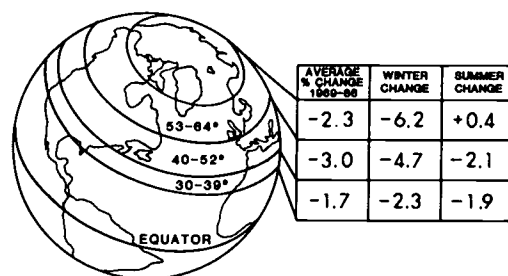 AVERAGE
% CHANGE
1969-86
WINTER
CHANGE
SUMMER
CHANGE
53-64°
-2.3
-6.2
+0.4
40-52°
-3.0
-4.7
-2.1
30-39°
-1.7
-2.3
-1.9
EQUATOR